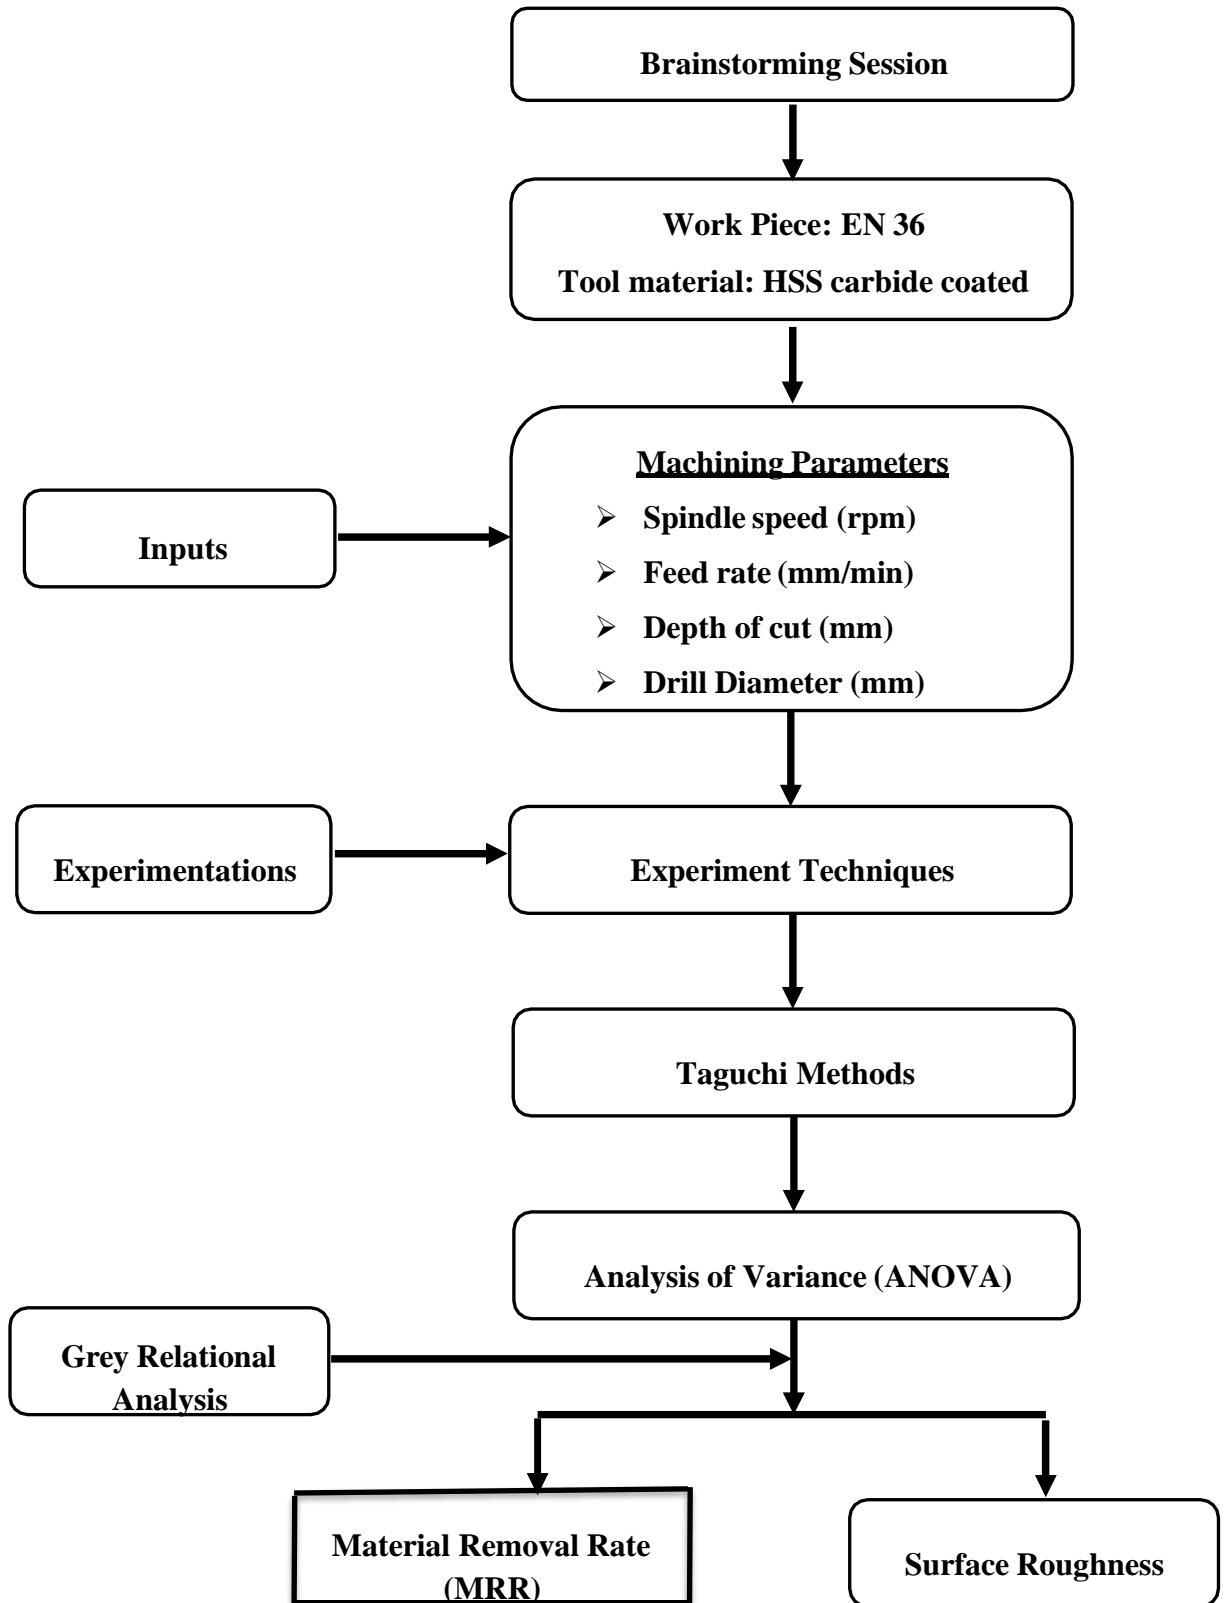 Brainstorming Session
Work Piece: EN 36
Tool material: HSS carbide coated
Machining Parameters
➢ Spindle speed (rpm)
Inputs
➢ Feed rate (mm/min)
➢ Depth of cut (mm)
➢ Drill Diameter (mm)
Experimentations
Experiment Techniques
Taguchi Methods
Analysis of Variance (ANOVA)
Grey Relational
Analysis
Material Removal Rate
(MRR)
Surface Roughness